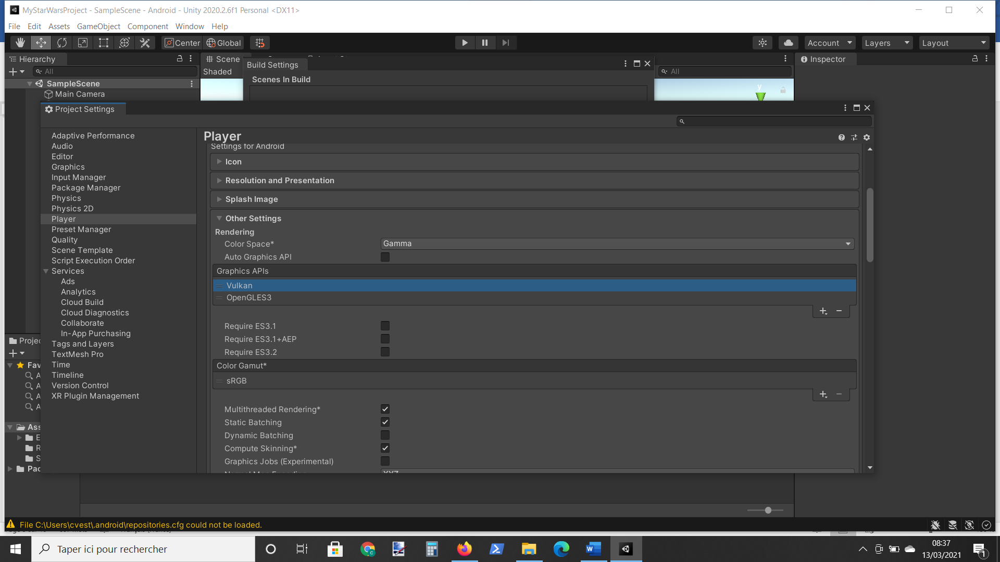 MyStarWarsProject - SampleScene - Android - Unity 2020.2.6f1 Personal <DX11>
File Edit Assets GameObject Component Window Help
Center Global Account Layers Layout
Hierarchy Scene Build Settings Inspector
All Shaded All
Scenes In Build
SampleScene
y
Main Camera
Project Settings
Player
Settings for Android
Adaptive Performance
Audio
Editor
Graphics
Input Manager
Package Manager
Physics
Physics 2D
Player
Preset Manager
Quality
Scene Template
Script Execution Order
Services
Ads
Analytics
Cloud Build
Cloud Diagnostics
Collaborate
In-App Purchasing
Tags and Layers
TextMesh Pro
Time
Timeline
Version Control
XR Plugin Management
Icon
Resolution and Presentation
Splash Image
Other Settings
Rendering
Color Space* Gamma
Auto Graphics API
Graphics APIs
Vulkan
OpenGLES3
Require ES3.1
Require ES3.1+AEP
Require ES3.2
Color Gamut*
sRGB
Multithreaded Rendering*
Static Batching
Dynamic Batching
Compute Skinning*
Graphics Jobs (Experimental)
Normal Map Encoding XYZ
Projec
Fav
A
A
A
A
Ass
E
R
S
Pac
File C:\Users\cvest\.android\repositories.cfg could not be loaded.
Taper ici pour rechercher
08:37
13/03/2021
1